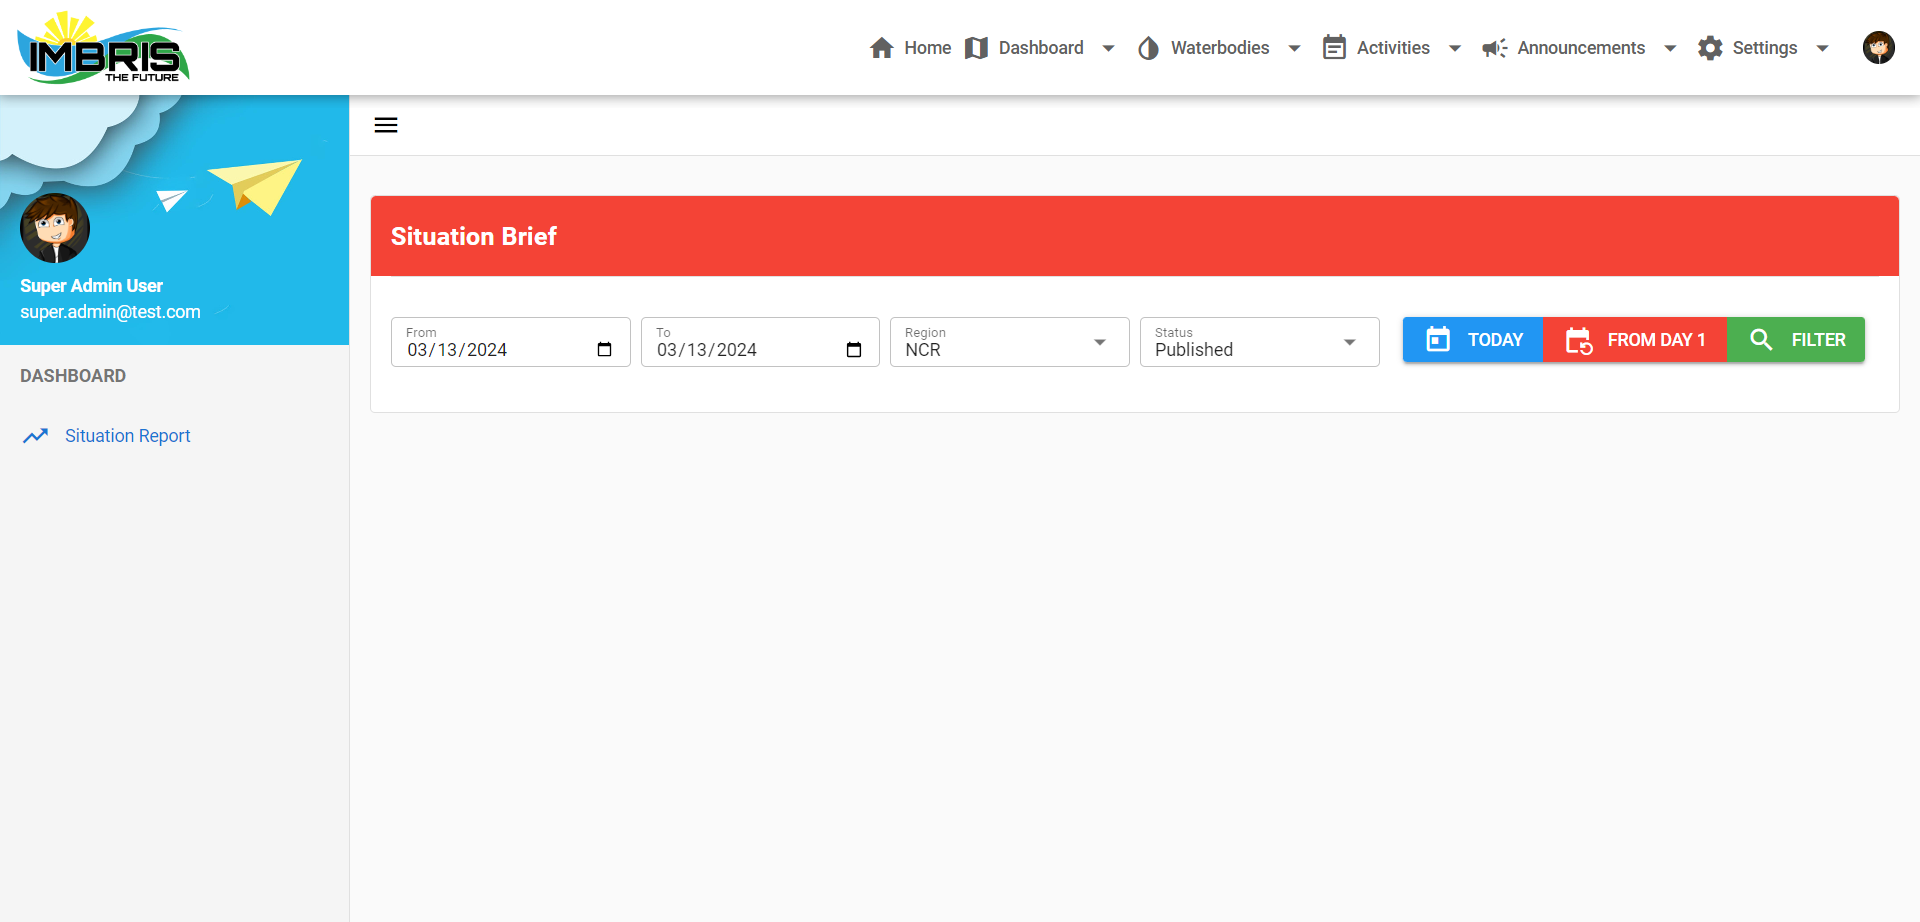 IMBRIS
THE FUTURE
Home Dashboard Waterbodies Activities Announcements Settings
Super Admin User
super.admin@test.com
DASHBOARD
Situation Report
Situation Brief
From To Region Status
03/13/2024 03/13/2024 NCR Published
TODAY FROM DAY 1 FILTER